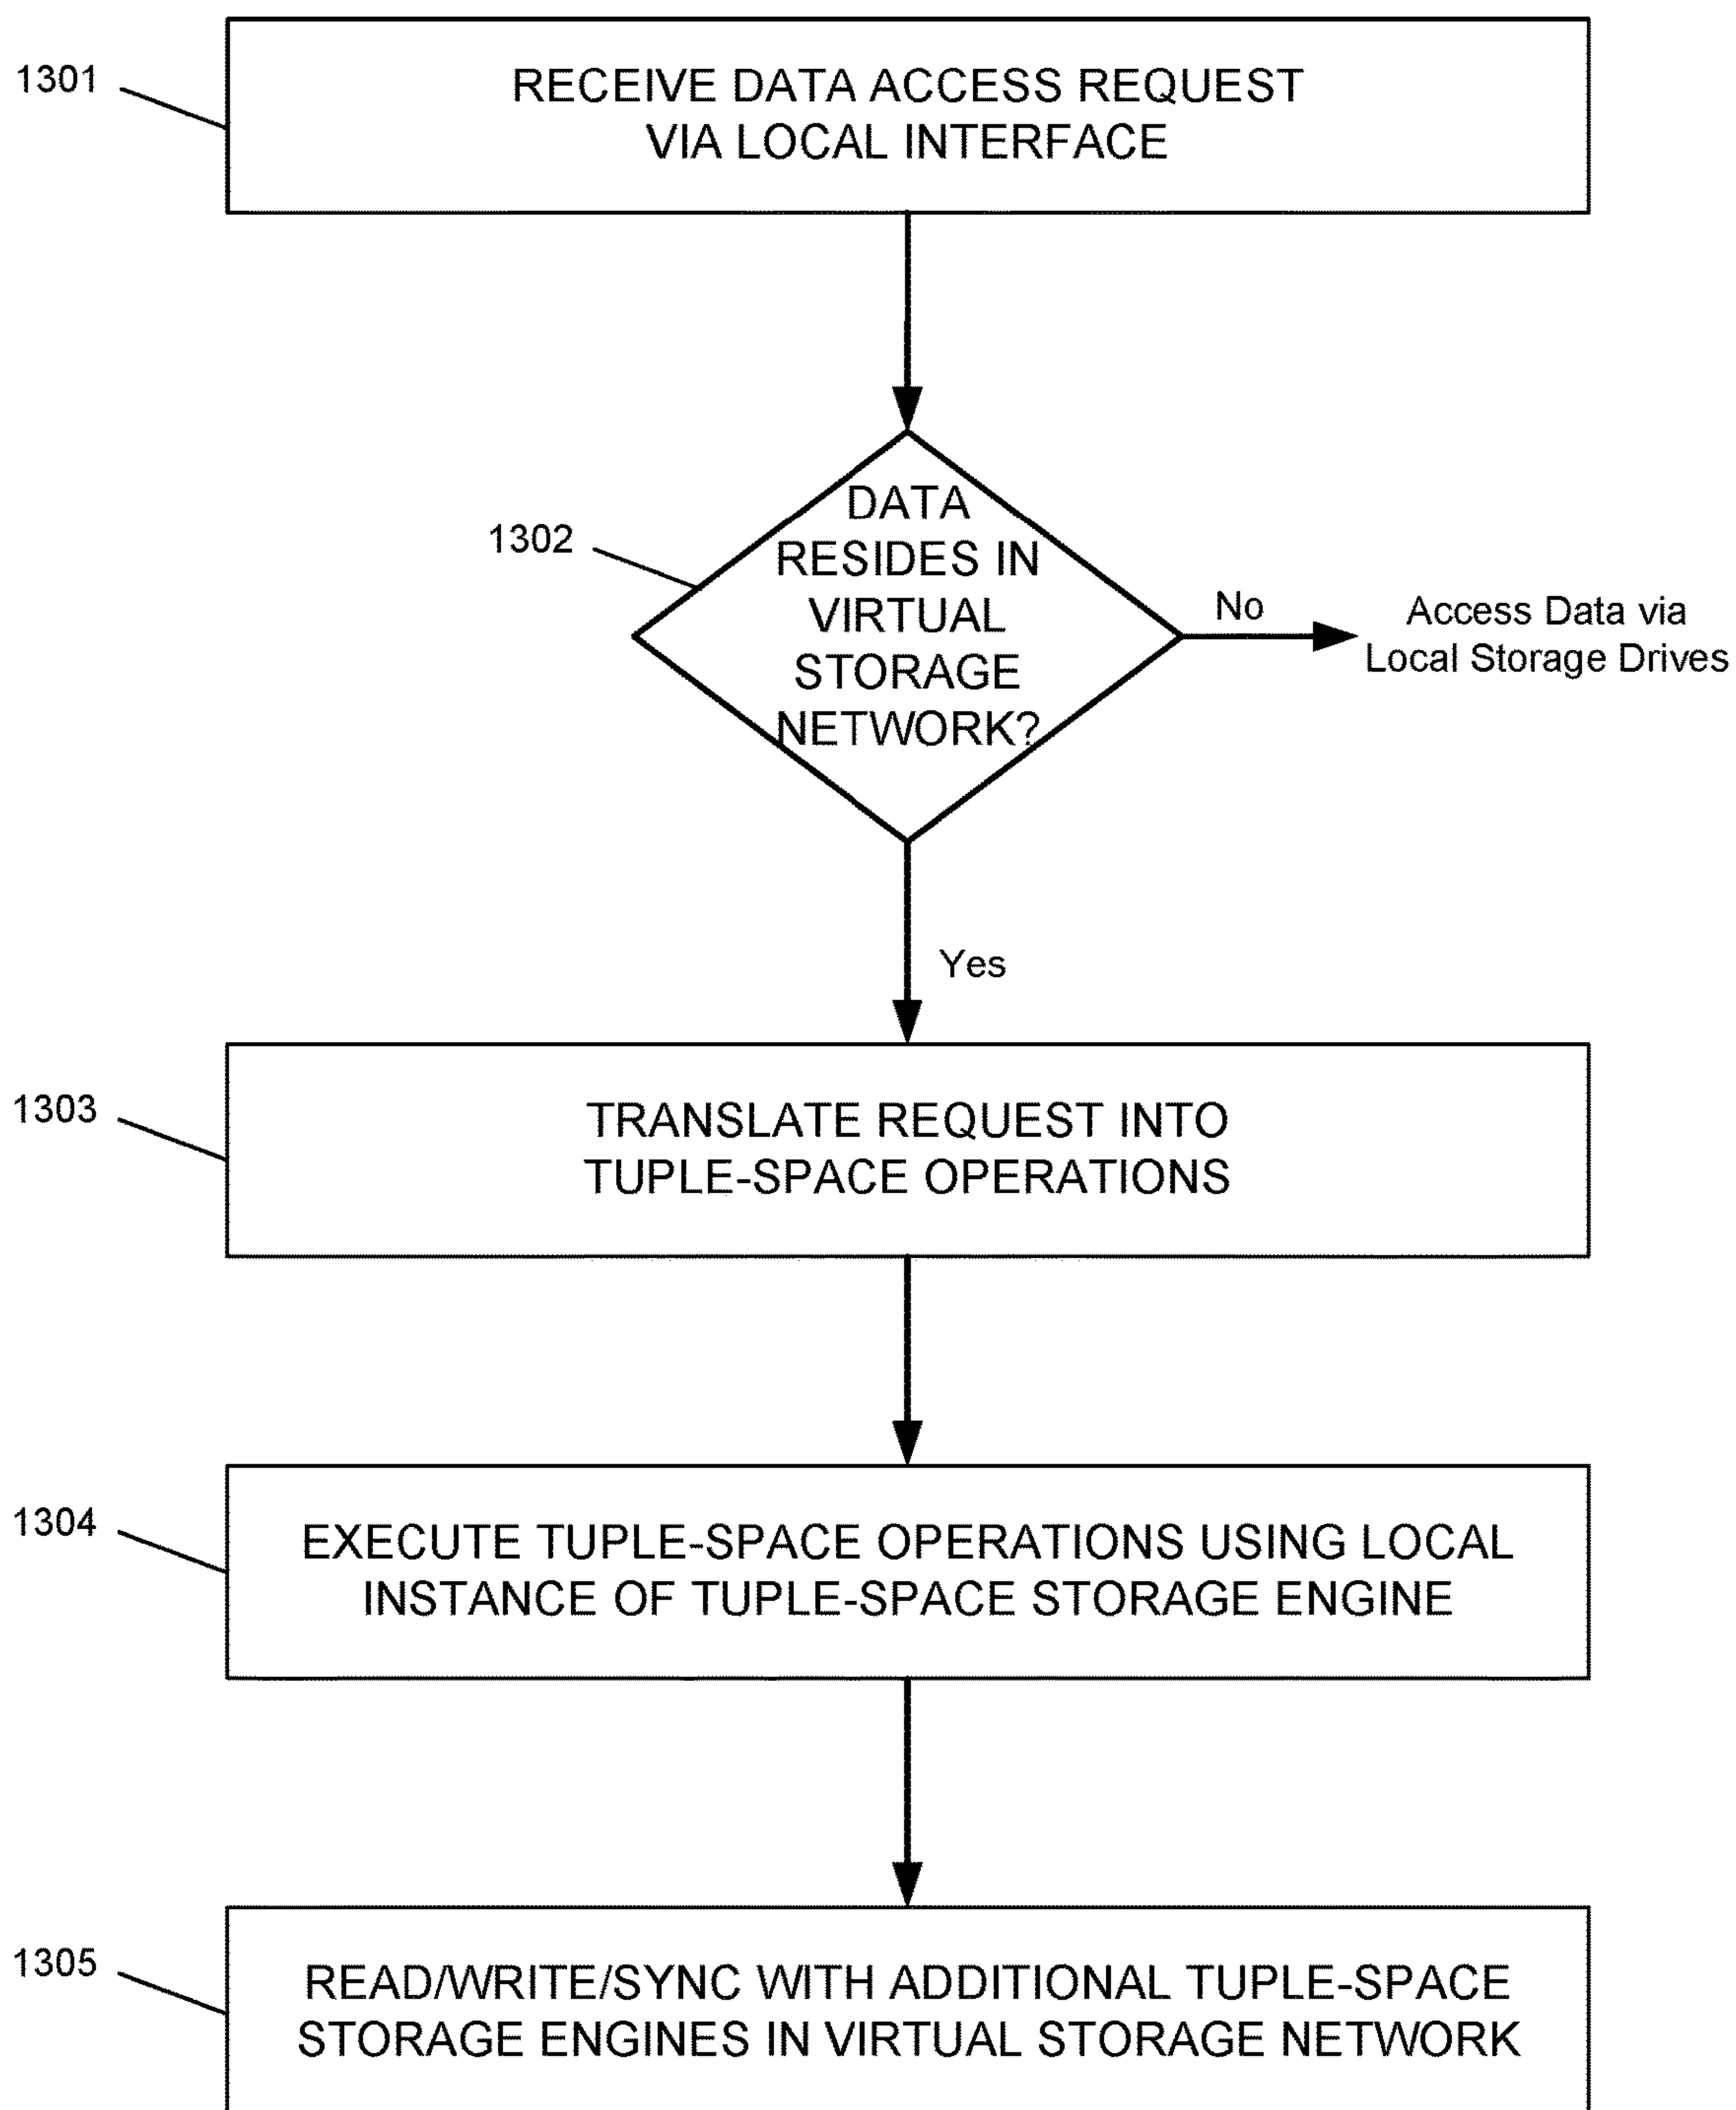 1301
RECEIVE DATA ACCESS REQUEST
VIA LOCAL INTERFACE
1302
DATA
RESIDES IN
VIRTUAL
STORAGE
NETWORK?
No
Access Data via
Local Storage Drives
Yes
1303
TRANSLATE REQUEST INTO
TUPLE-SPACE OPERATIONS
1304
EXECUTE TUPLE-SPACE OPERATIONS USING LOCAL
INSTANCE OF TUPLE-SPACE STORAGE ENGINE
1305
READ/WRITE/SYNC WITH ADDITIONAL TUPLE-SPACE
STORAGE ENGINES IN VIRTUAL STORAGE NETWORK